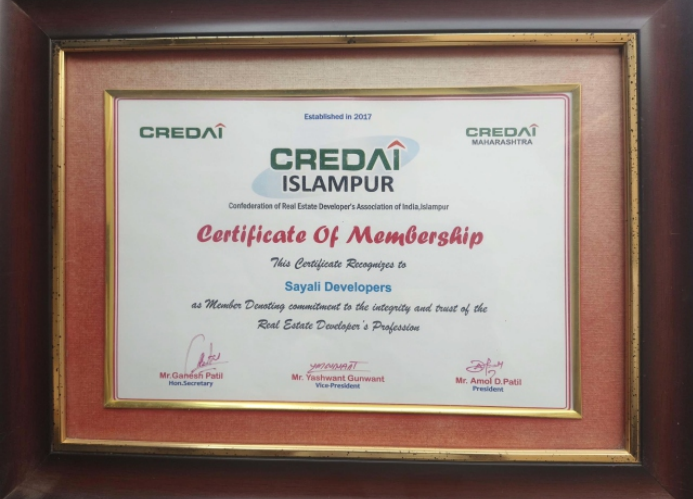 Established in 2017
CREDAI
CREDAI
MAHARASHTRA
CREDAI
ISLAMPUR
Confederation of Real Estate Developer's Association of India,Islampur
Certificate Of Membership
This Certificate Recognizes to
Sayali Developers
as Member Denoting commitment to the integrity and trust of the
Real Estate Developer's Profession
Mr.Ganesh Patil
Hon.Secretary
Mr. Yashwant Gunwant
Vice-President
Mr. Amol D.Patil
President